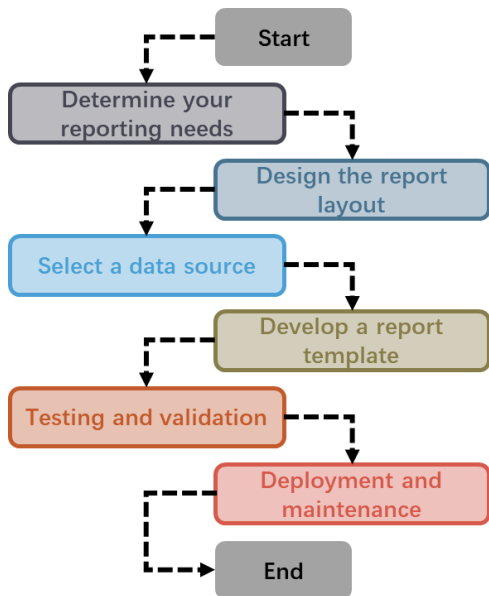 Start
Determine your
reporting needs
Design the report
layout
Select a data source
Develop a report
template
Testing and validation
Deployment and
maintenance
End